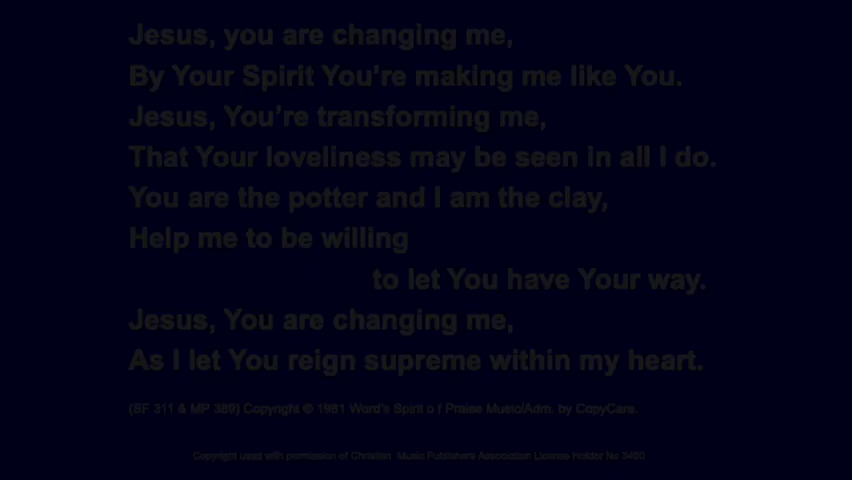 Jesus, you are changing me,
By Your Spirit You’re making me like You.
Jesus, You’re transforming me,
That Your loveliness may be seen in all I do.
You are the potter and I am the clay,
Help me to be willing
to let You have Your way.
Jesus, You are changing me,
As I let You reign supreme within my heart.
(SF 311 & MP 389) Copyright © 1981 Word's Spirit o f Praise Music/Adm. by CopyCare.
Copyright used with permission of Christian Music Publishers Association License Holder No 3460